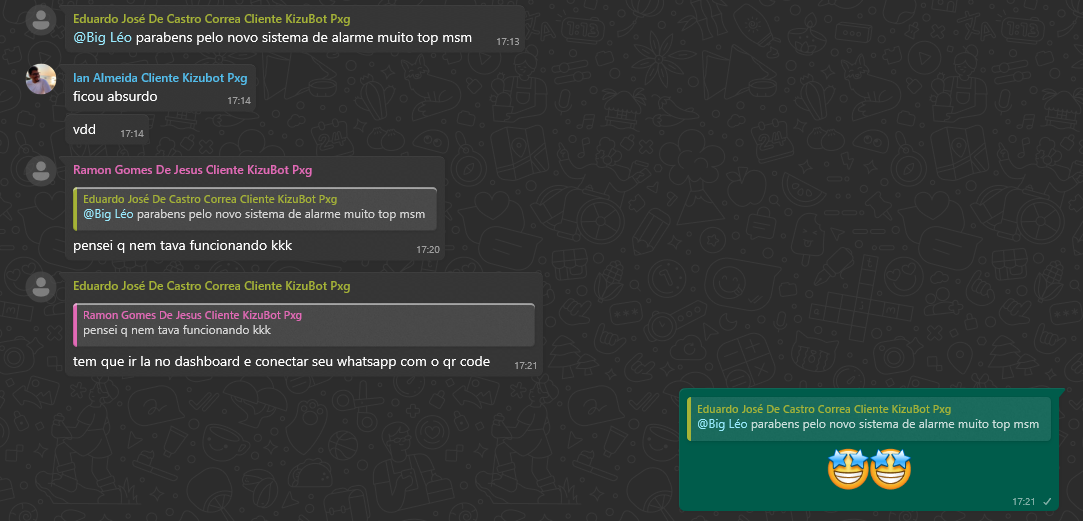 Eduardo José De Castro Correa Cliente KizuBot Pxg
@Big Léo parabens pelo novo sistema de alarme muito top msm
17:13
Ian Almeida Cliente Kizubot Pxg
ficou absurdo
17:14
vdd
17:14
Ramon Gomes De Jesus Cliente KizuBot Pxg
Eduardo José De Castro Correa Cliente KizuBot Pxg
@Big Léo parabens pelo novo sistema de alarme muito top msm
pensei q nem tava funcionando kkk
17:20
Eduardo José De Castro Correa Cliente KizuBot Pxg
Ramon Gomes De Jesus Cliente KizuBot Pxg
pensei q nem tava funcionando kkk
tem que ir la no dashboard e conectar seu whatsapp com o qr code
17:21
Eduardo José De Castro Correa Cliente KizuBot Pxg
@Big Léo parabens pelo novo sistema de alarme muito top msm
🤩🤩
17:21